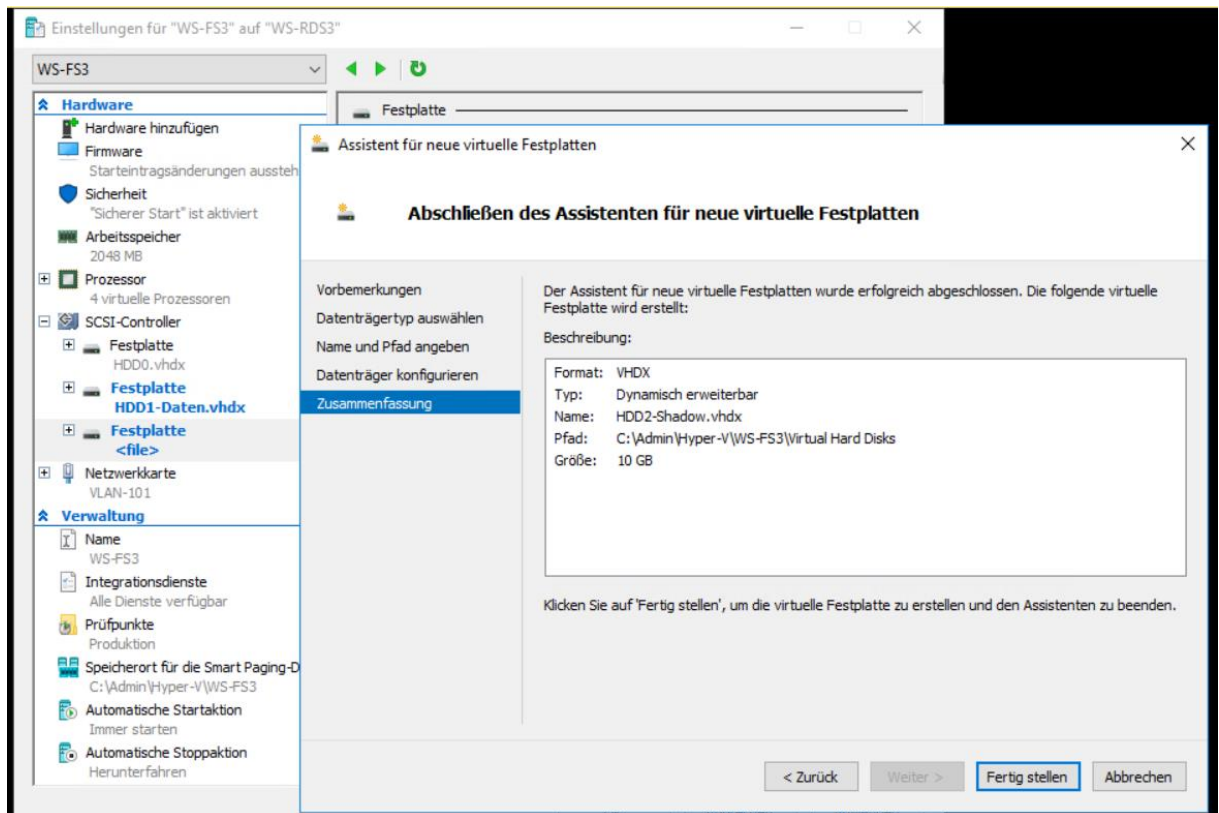 Einstellungen für "WS-FS3" auf "WS-RDS3"
WS-FS3
Hardware
Hardware hinzufügen
Firmware
Starteintragsänderungen aussteh
Sicherheit
"Sicherer Start" ist aktiviert
Arbeitsspeicher
2048 MB
Prozessor
4 virtuelle Prozessoren
SCSI-Controller
Festplatte
HDD0.vhdx
Festplatte
HDD1-Daten.vhdx
Festplatte
<file>
Netzwerkkarte
VLAN-101
Verwaltung
Name
WS-FS3
Integrationsdienste
Alle Dienste verfügbar
Prüfpunkte
Produktion
Speicherort für die Smart Paging-D
C:\Admin\Hyper-V\WS-FS3
Automatische Startaktion
Immer starten
Automatische Stoppaktion
Herunterfahren
Festplatte
Assistent für neue virtuelle Festplatten
Abschließen des Assistenten für neue virtuelle Festplatten
Vorbemerkungen
Datenträgertyp auswählen
Name und Pfad angeben
Datenträger konfigurieren
Zusammenfassung
Der Assistent für neue virtuelle Festplatten wurde erfolgreich abgeschlossen. Die folgende virtuelle
Festplatte wird erstellt:
Beschreibung:
Format: VHDX
Typ: Dynamisch erweiterbar
Name: HDD2-Shadow.vhdx
Pfad: C:\Admin\Hyper-V\WS-FS3\Virtual Hard Disks
Größe: 10 GB
Klicken Sie auf 'Fertig stellen', um die virtuelle Festplatte zu erstellen und den Assistenten zu beenden.
< Zurück
Weiter >
Fertig stellen
Abbrechen